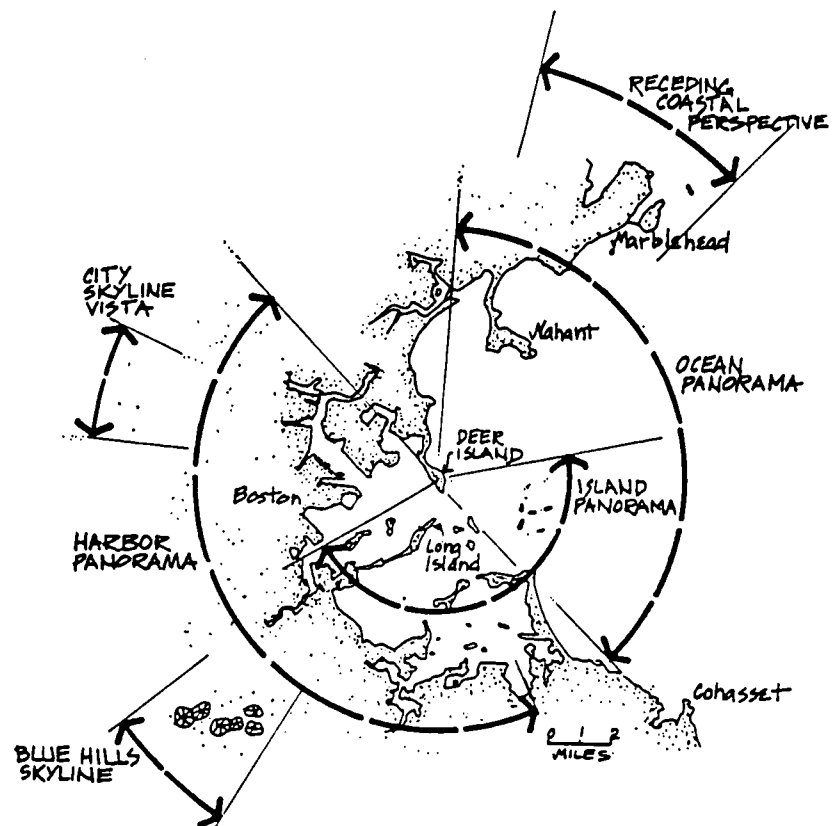 RECEDING
COASTAL
PERSPECTIVE
Marblehead
CITY
SKYLINE
VISTA
Nahant
OCEAN
PANORAMA
DEER
ISLAND
Boston
ISLAND
PANORAMA
HARBOR
PANORAMA
Long
Island
Cohasset
0 1 2
MILES
BLUE HILLS
SKYLINE